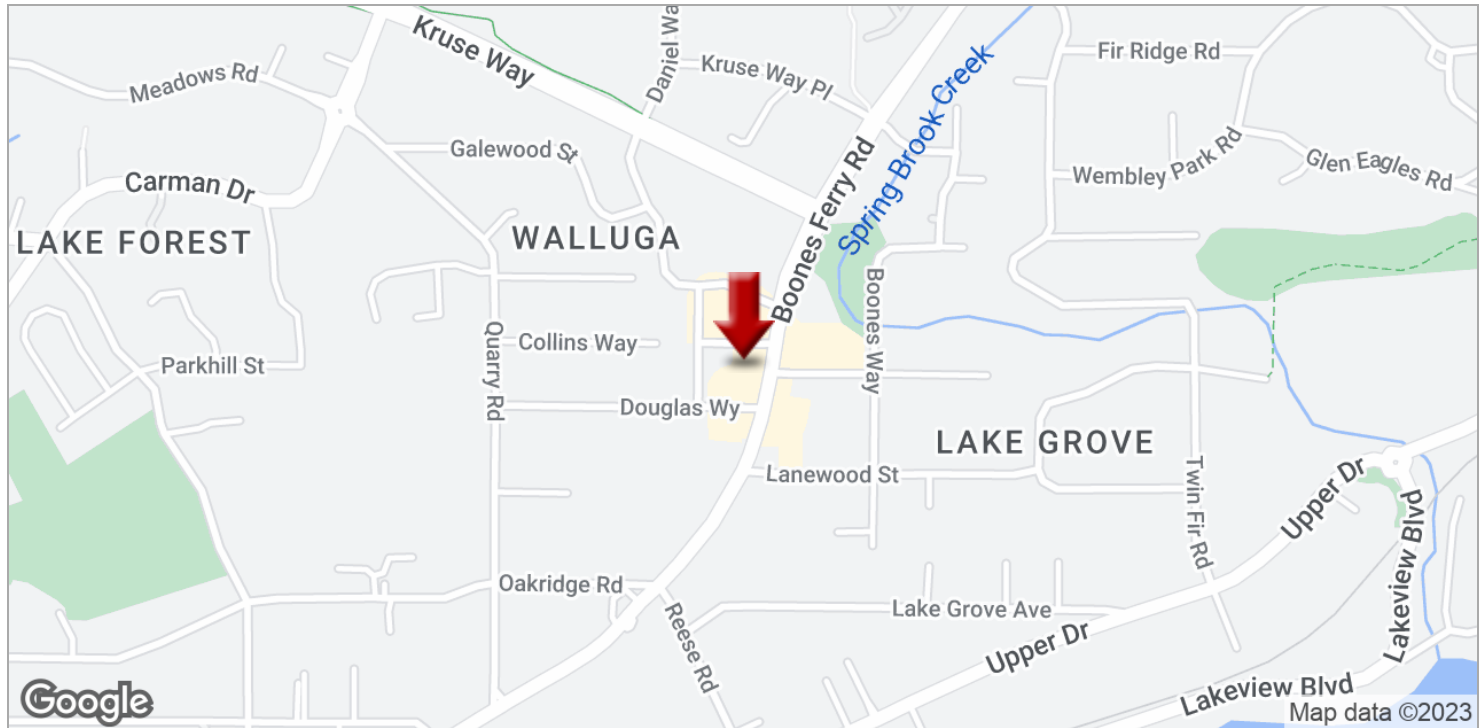 Kruse Way
Daniel Wa
Fir Ridge Rd
Meadows Rd
Kruse Way Pl
Spring Brook Creek
Galewood St
Boones Ferry Rd
Wembley Park Rd
Glen Eagles Rd
Carman Dr
LAKE FOREST
WALLUGA
Boones Way
Quarry Rd
Collins Way
Parkhill St
Douglas Wy
LAKE GROVE
Lanewood St
Twin Fir Rd
Upper Dr
Lakeview Blvd
Oakridge Rd
Reese Rd
Lake Grove Ave
Upper Dr
Lakeview Blvd
Google
Map data ©2023